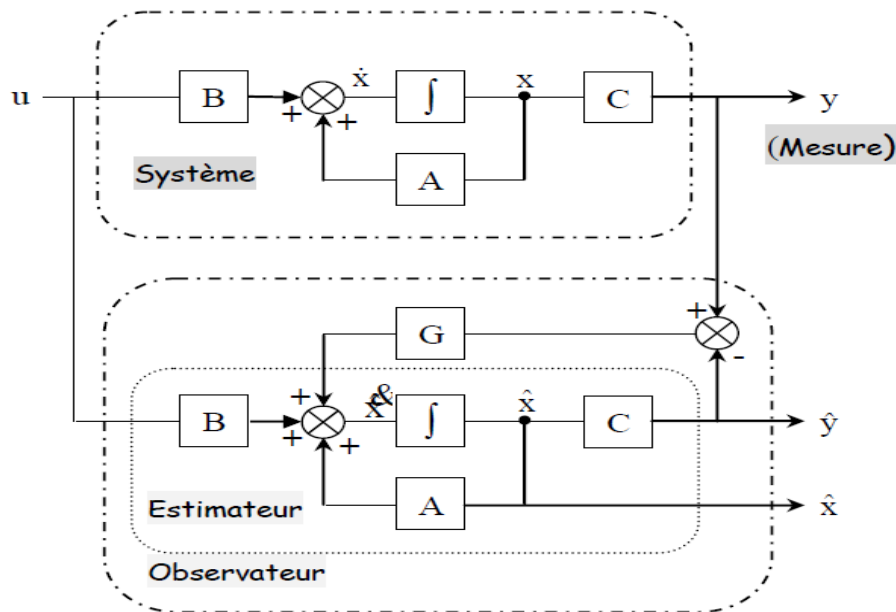 ẋ x
u B ∫ C y
+ +
(Mesure)
Système A
+
G
-
+ x̂
B + + ∫ C ŷ
Estimateur A x̂
Observateur